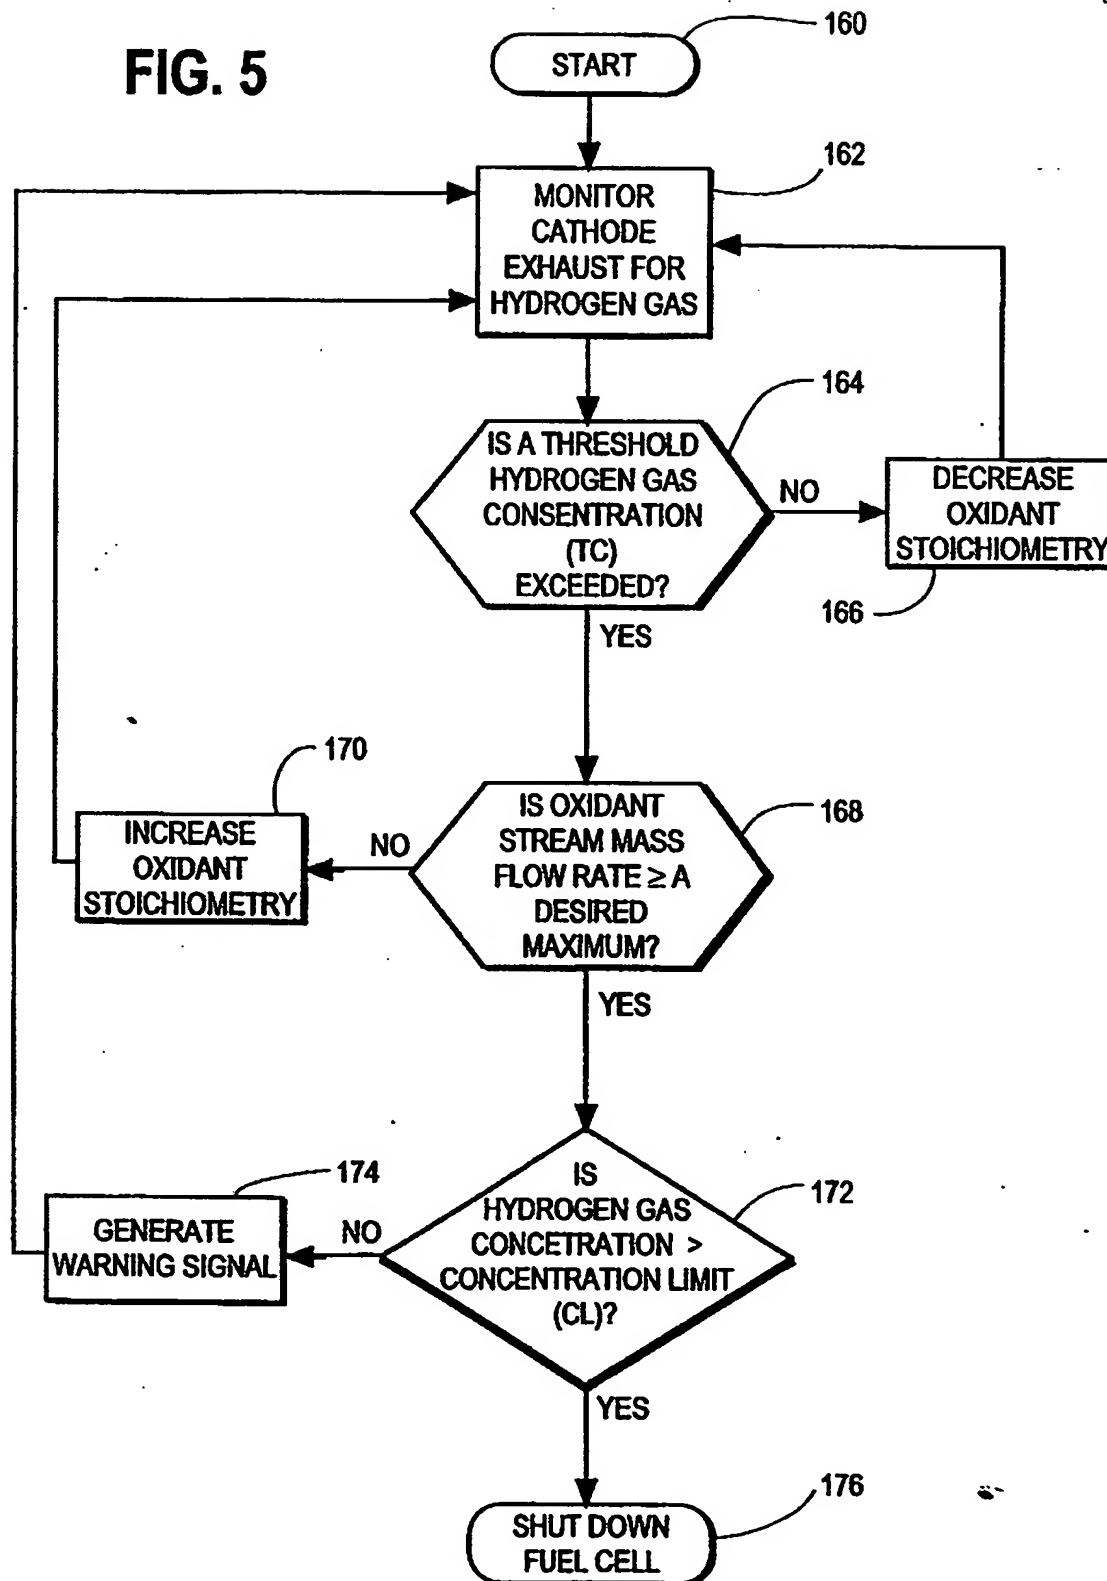 FIG. 5
160
START
162
MONITOR
CATHODE
EXHAUST FOR
HYDROGEN GAS
164
IS A THRESHOLD
HYDROGEN GAS
CONSENTRATION
(TC)
EXCEEDED?
NO
DECREASE
OXIDANT
STOICHIOMETRY
166
YES
170
INCREASE
OXIDANT
STOICHIOMETRY
NO
168
IS OXIDANT
STREAM MASS
FLOW RATE ≥ A
DESIRED
MAXIMUM?
YES
174
GENERATE
WARNING SIGNAL
NO
172
IS
HYDROGEN GAS
CONCETRATION >
CONCENTRATION LIMIT
(CL)?
YES
176
SHUT DOWN
FUEL CELL